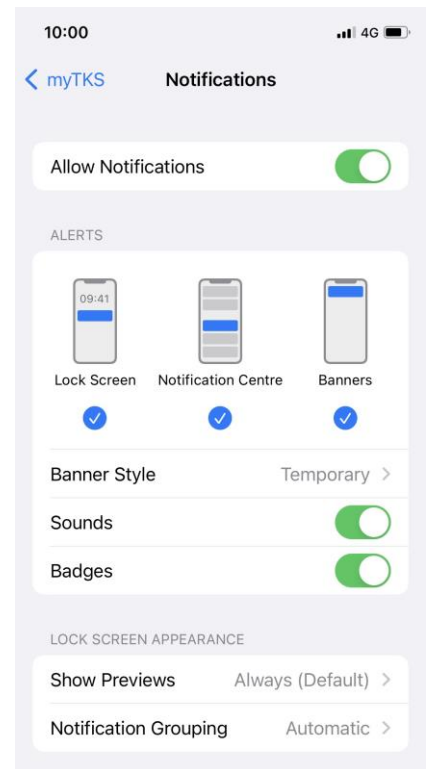 10:00 4G
myTKS Notifications
Allow Notifications
ALERTS
09:41
Lock Screen Notification Centre Banners
Banner Style Temporary
Sounds
Badges
LOCK SCREEN APPEARANCE
Show Previews Always (Default)
Notification Grouping Automatic